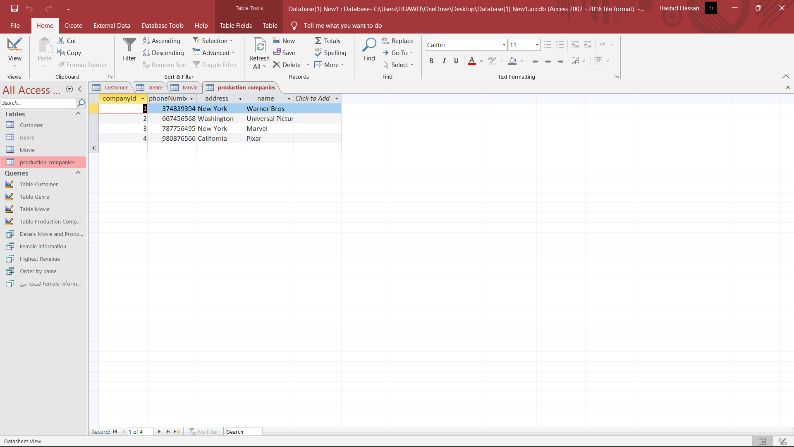 Table Tools
Database(1) New1 : Database- C:\Users\HUAWEI\OneDrive\Desktop\Database(1) New1.accdb (Access 2007 - 2016 file format) -...
Rashid Hassan
File Home Create External Data Database Tools Help Table Fields Table Tell me what you want to do
View
Views
Paste
Cut
Copy
Format Painter
Clipboard
Filter
Ascending
Descending
Remove Sort
Selection
Advanced
Toggle Filter
Sort & Filter
Refresh All
New
Save
Delete
Totals
Spelling
More
Records
Find
Replace
Go To
Select
Find
Calibri 11
B I U A
Text Formatting
All Access ...
Search...
Tables
Customer
Genre
Movie
production companies
Queries
Table Customer
Table Genre
Table Movie
Table Production Comp...
Details Movie and Produ...
Female information
Highest Revenue
Order by name
Female inform...
Customer Genre Movie production companies
companyId phoneNumb address name Click to Add
1 374839394 New York Warner Bros
2 667456568 Washington Universal Pictur
3 787756495 New York Marvel
4 980876566 California Pixar
Record: 1 of 4 No Filter Search
Datasheet View